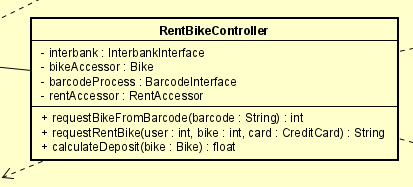 RentBikeController
- interbank : InterbankInterface
- bikeAccessor : Bike
- barcodeProcess : BarcodeInterface
- rentAccessor : RentAccessor
+ requestBikeFromBarcode(barcode : String) : int
+ requestRentBike(user : int, bike : int, card : CreditCard) : String
+ calculateDeposit(bike : Bike) : float